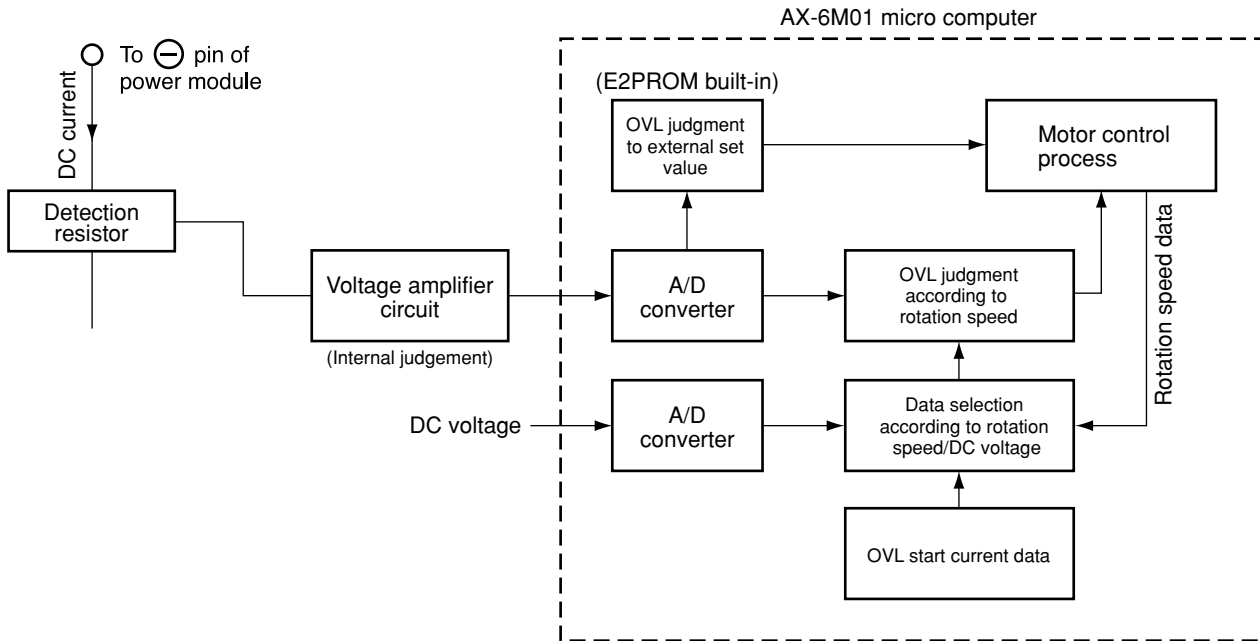 AX-6M01 micro computer
To ⊖ pin of
power module
DC current
(E2PROM built-in)
OVL judgment
to external set
value
Motor control
process
Detection
resistor
Rotation speed data
Voltage amplifier
circuit
(Internal judgement)
A/D
converter
OVL judgment
according to
rotation speed
DC voltage
A/D
converter
Data selection
according to rotation
speed/DC voltage
OVL start current data